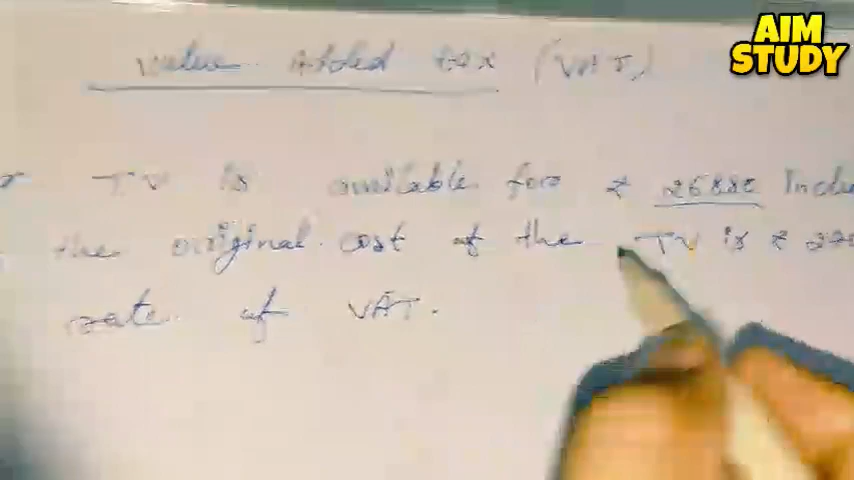 AIM
STUDY
Value Added tax (VAT)
TV is available for ₹ 26880 Inclu
the original cost of the TV is ₹
rate of VAT.